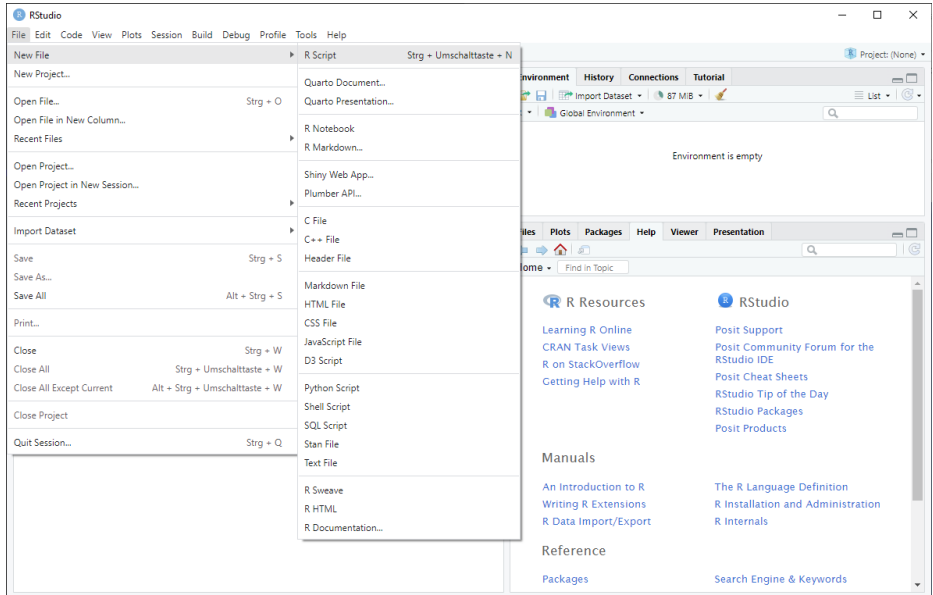 RStudio
File Edit Code View Plots Session Build Debug Profile Tools Help
Project: (None)
New File
New Project...
Open File... Strg + O
Open File in New Column...
Recent Files
Open Project...
Open Project in New Session...
Recent Projects
Import Dataset
Save Strg + S
Save As...
Save All Alt + Strg + S
Print...
Close Strg + W
Close All Strg + Umschalttaste + W
Close All Except Current Alt + Strg + Umschalttaste + W
Close Project
Quit Session... Strg + Q
R Script Strg + Umschalttaste + N
Quarto Document...
Quarto Presentation...
R Notebook
R Markdown...
Shiny Web App...
Plumber API...
C File
C++ File
Header File
Markdown File
HTML File
CSS File
JavaScript File
D3 Script
Python Script
Shell Script
SQL Script
Stan File
Text File
R Sweave
R HTML
R Documentation...
nvironment History Connections Tutorial
Import Dataset 87 MiB List
Global Environment
Environment is empty
iles Plots Packages Help Viewer Presentation
ome Find in Topic
R Resources
Learning R Online
CRAN Task Views
R on StackOverflow
Getting Help with R
RStudio
Posit Support
Posit Community Forum for the
RStudio IDE
Posit Cheat Sheets
RStudio Tip of the Day
RStudio Packages
Posit Products
Manuals
An Introduction to R The R Language Definition
Writing R Extensions R Installation and Administration
R Data Import/Export R Internals
Reference
Packages Search Engine & Keywords